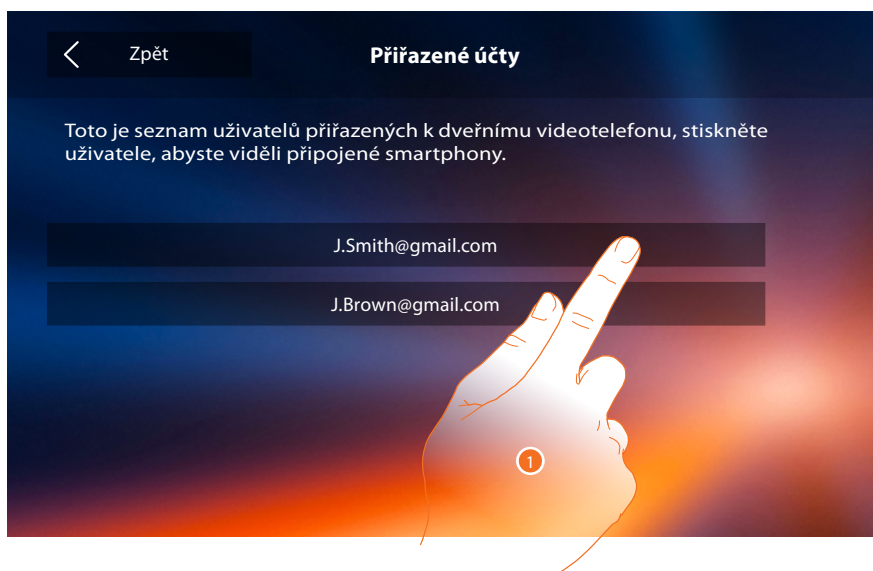 Zpět
Přiřazené účty
Toto je seznam uživatelů přiřazených k dveřnímu videotelefonu, stiskněte
uživatele, abyste viděli připojené smartphony.
J.Smith@gmail.com
J.Brown@gmail.com
1